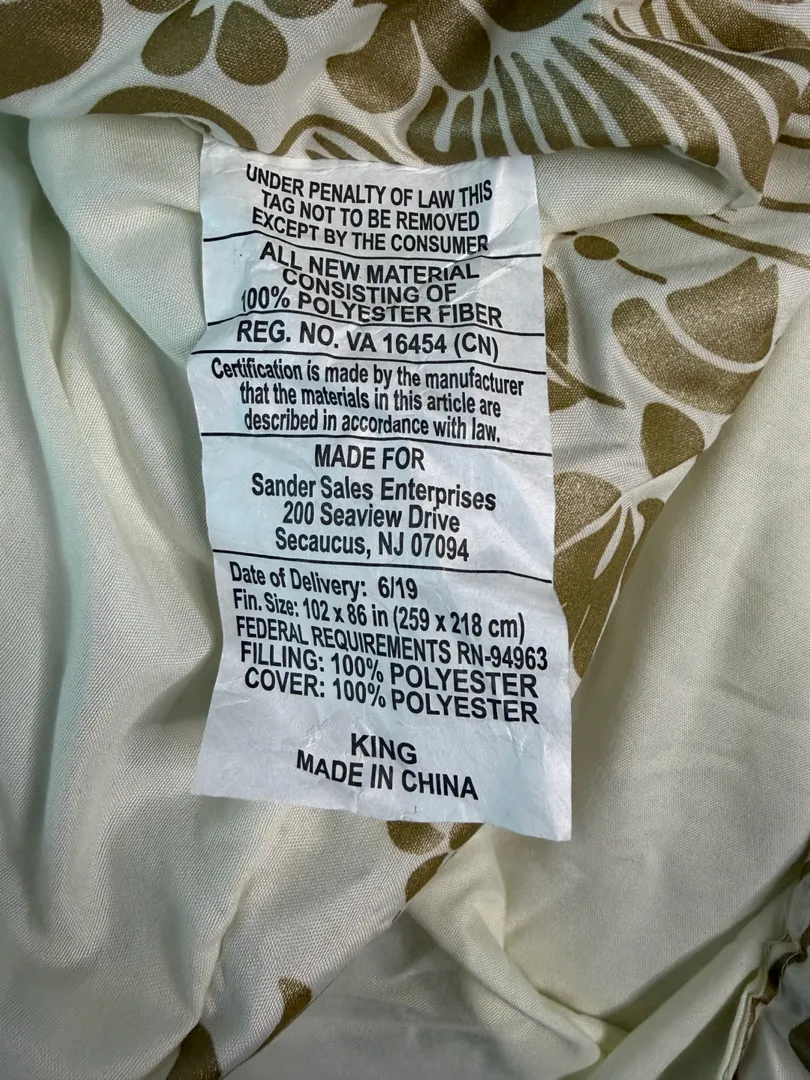 UNDER PENALTY OF LAW THIS
TAG NOT TO BE REMOVED
EXCEPT BY THE CONSUMER
ALL NEW MATERIAL
CONSISTING OF
100% POLYESTER FIBER
REG. NO. VA 16454 (CN)
Certification is made by the manufacturer
that the materials in this article are
described in accordance with law.
MADE FOR
Sander Sales Enterprises
200 Seaview Drive
Secaucus, NJ 07094
Date of Delivery: 6/19
Fin. Size: 102 x 86 in (259 x 218 cm)
FEDERAL REQUIREMENTS RN-94963
FILLING: 100% POLYESTER
COVER: 100% POLYESTER
KING
MADE IN CHINA